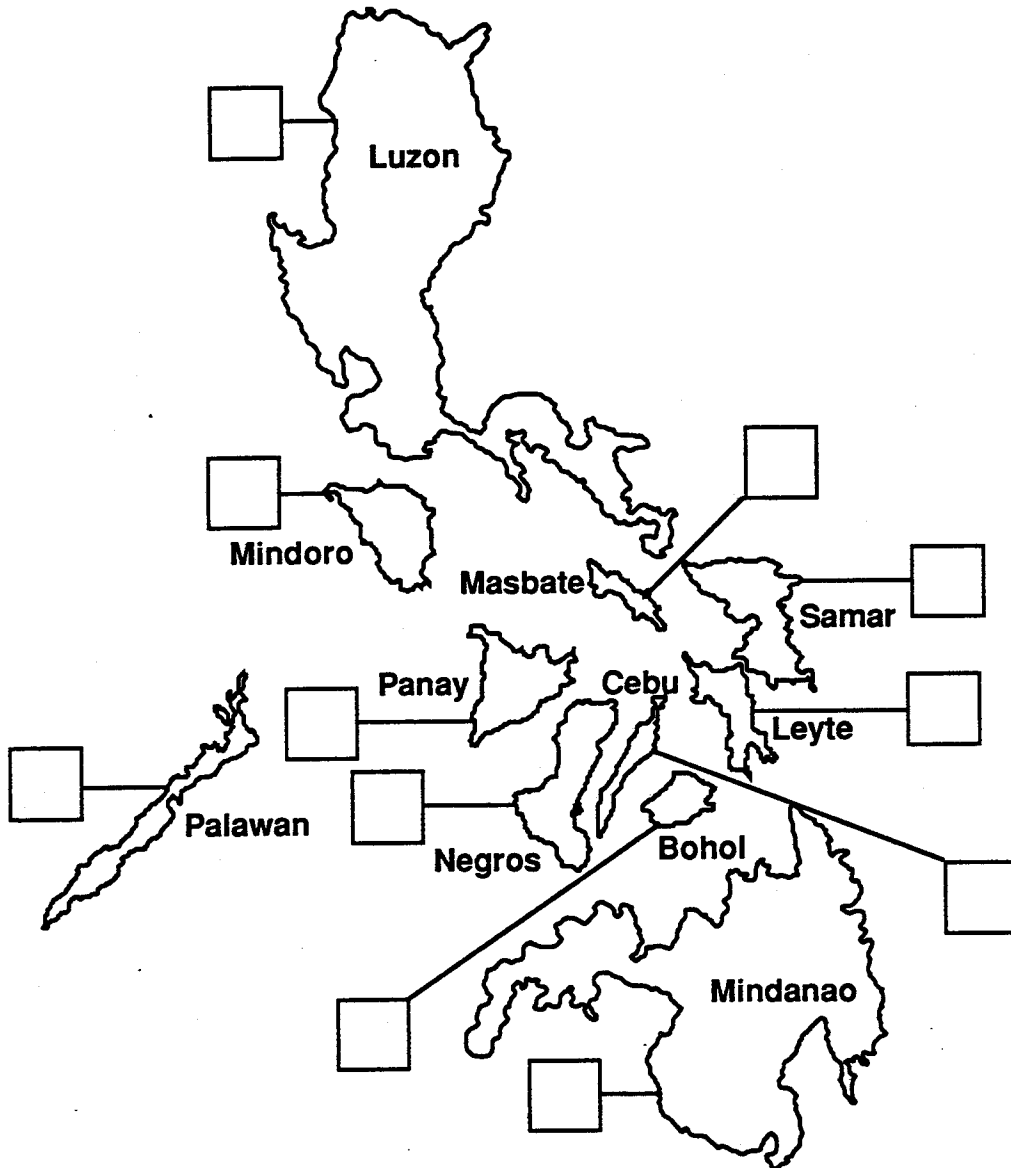 Luzon
Mindoro
Masbate
Samar
Panay
Cebu
Leyte
Palawan
Negros
Bohol
Mindanao